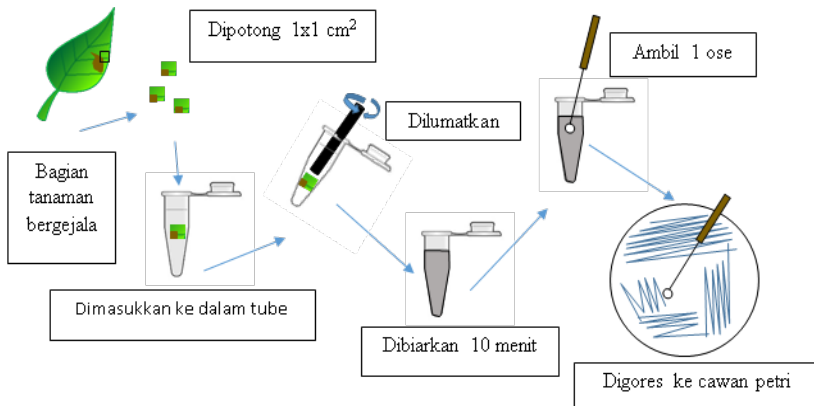 Bagian
tanaman
bergejala
Dipotong 1x1 cm²
Dimasukkan ke dalam tube
Dilumatkan
Dibiarkan 10 menit
Ambil 1 ose
Digores ke cawan petri